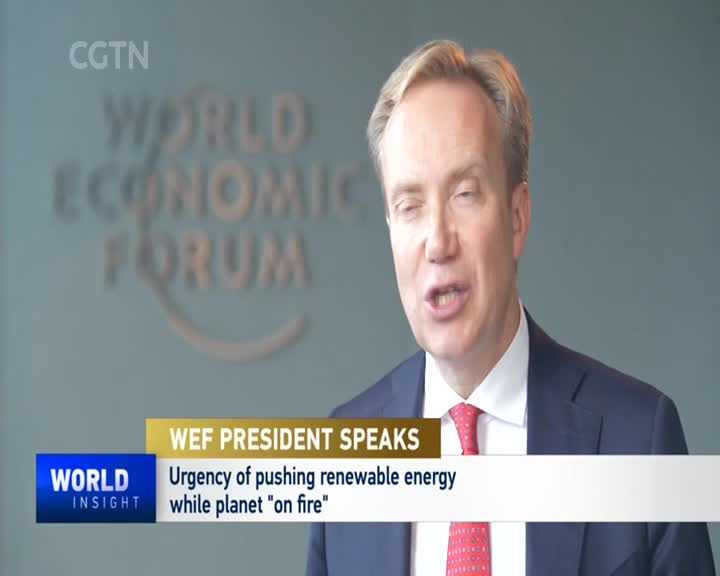 CGTN
WORLD
ECONOMIC
FORUM
WEF PRESIDENT SPEAKS
WORLD
INSIGHT
Urgency of pushing renewable energy
while planet "on fire"